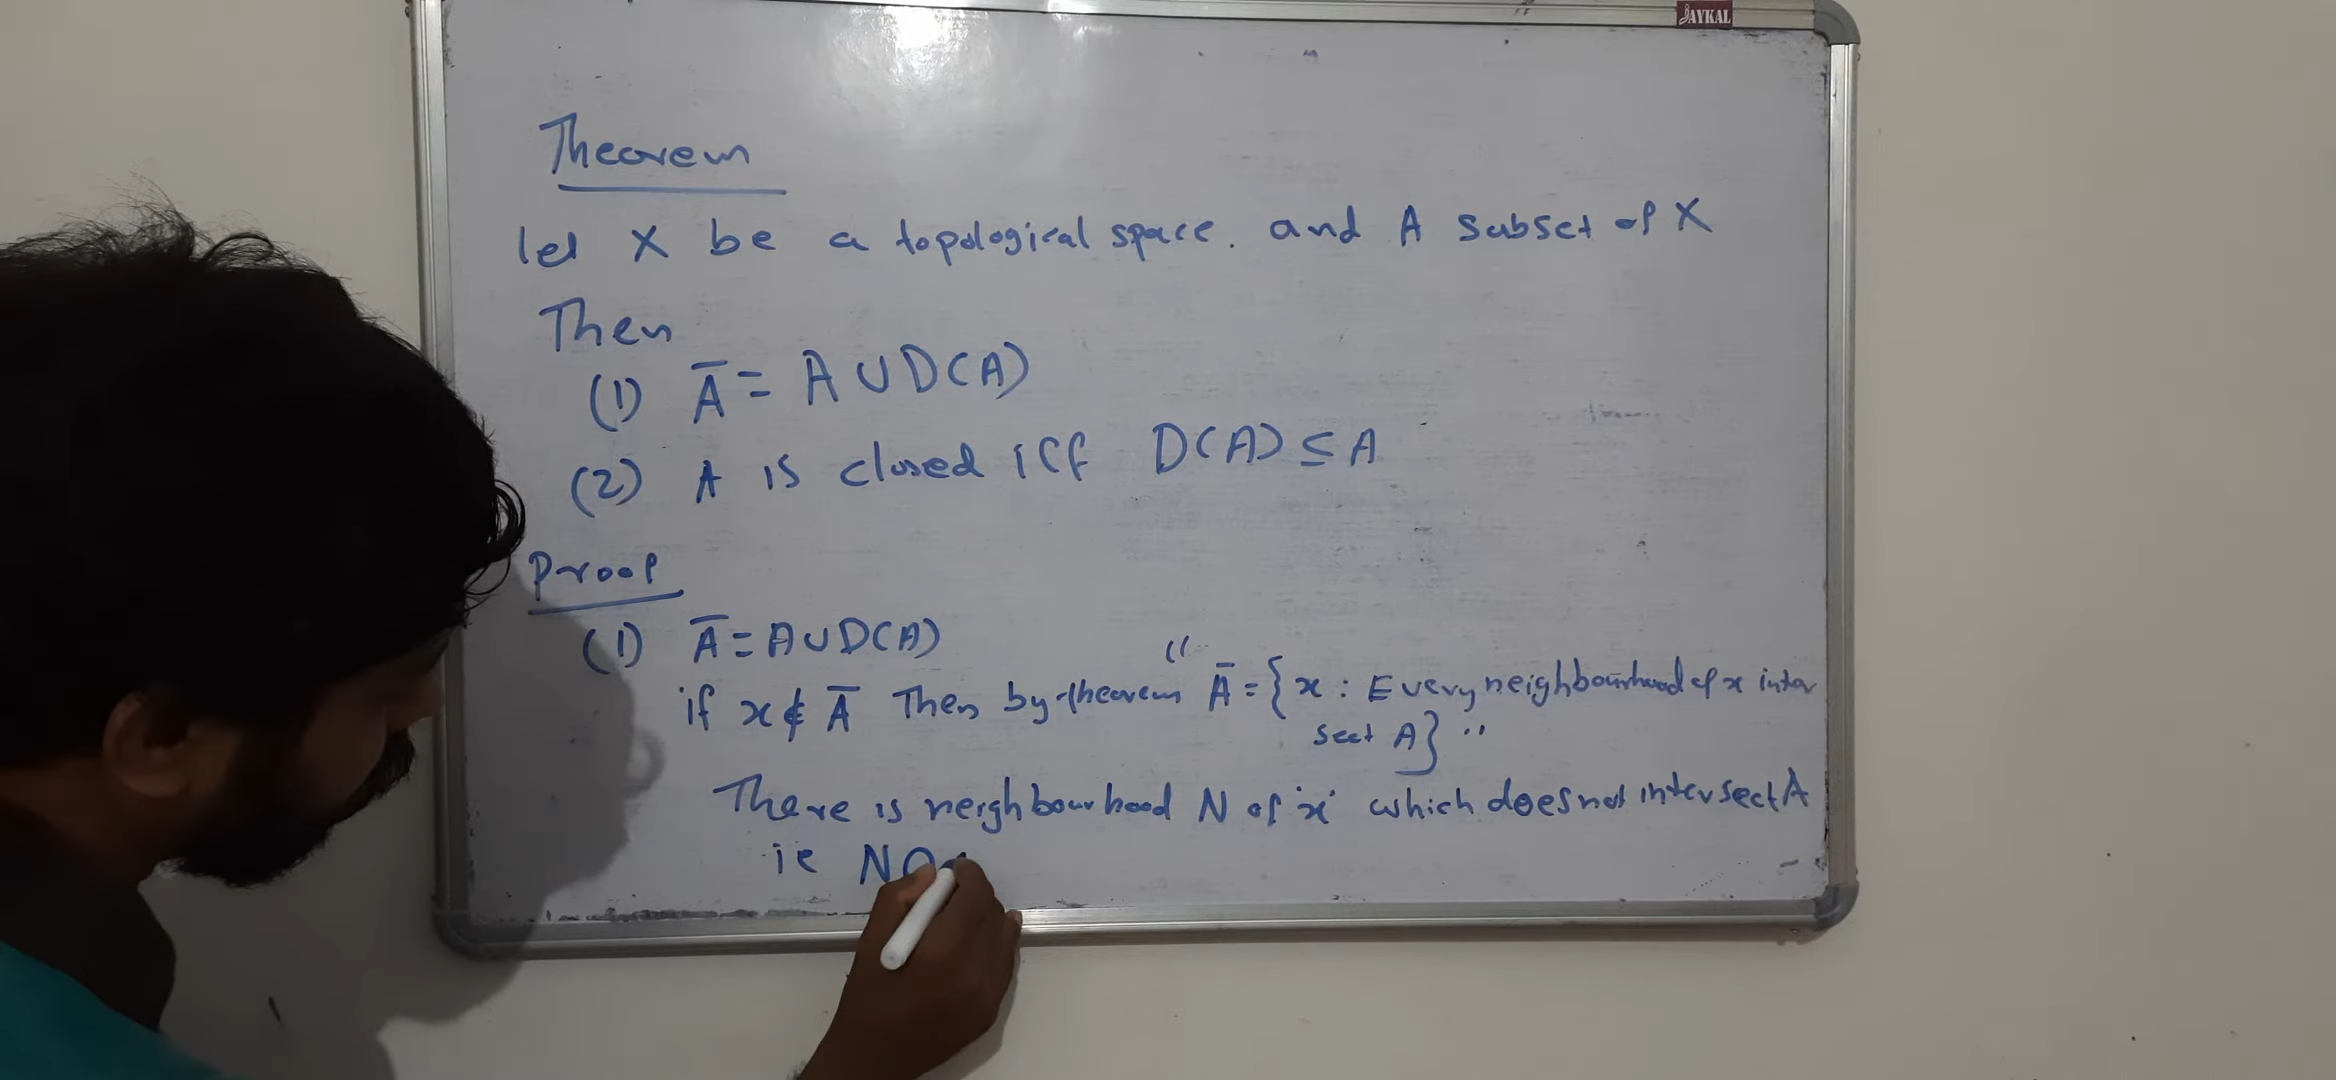 JAYKAL
Theorem
let X be a topological space. and A subset of X
Then
(1) A̅ = A ∪ D(A)
(2) A is closed iff D(A) ⊆ A
Proof
(1) A̅ = A ∪ D(A)
if x ∉ A̅ Then by theorem " A̅ = { x : Every neighbourhood of x inter
sect A } "
There is neighbourhood N of 'x' which does not intersect A
ie N ∩